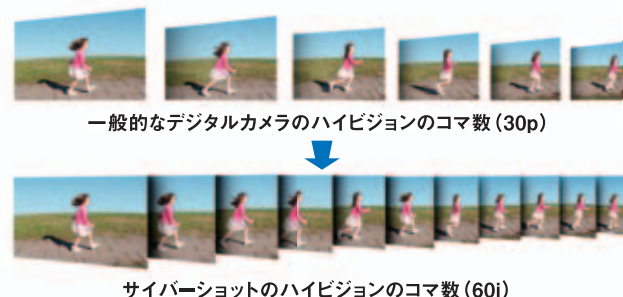 一般的なデジタルカメラのハイビジョンのコマ数(30p)
サイバーショットのハイビジョンのコマ数(60i)